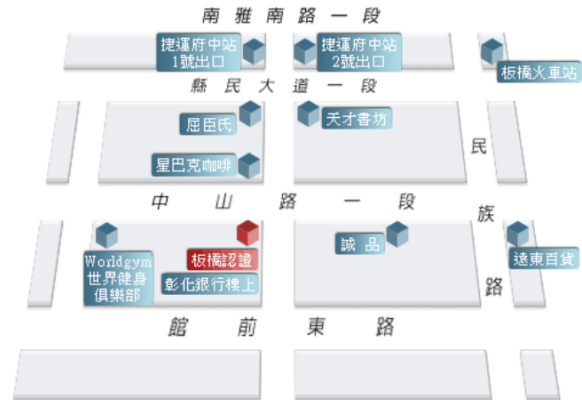 南雅南路一段
捷運府中站
1號出口
捷運府中站
2號出口
板橋火車站
縣民大道一段
屈臣氏
天才書坊
星巴克咖啡
民族路
中山路一段
Worldgym
世界健身
俱樂部
板橋認證
彰化銀行樓上
誠品
遠東百貨
館前東路